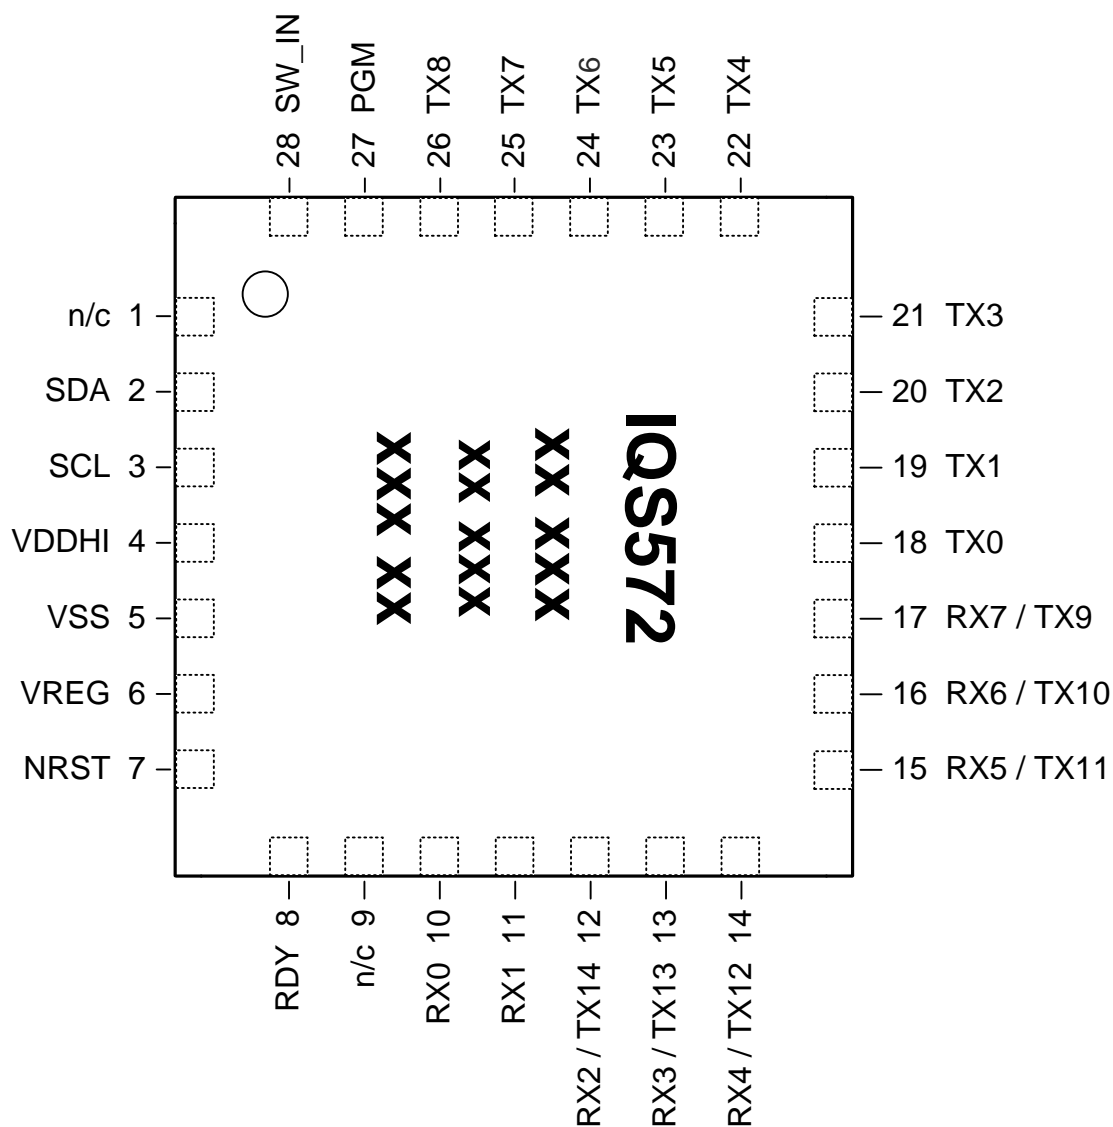 28 SW_IN
27 PGM
26 TX8
25 TX7
24 TX6
23 TX5
22 TX4
n/c 1
SDA 2
SCL 3
VDDHI 4
VSS 5
VREG 6
NRST 7
IQS572
xx xxx xx
xxx xx
xx xxx
21 TX3
20 TX2
19 TX1
18 TX0
17 RX7 / TX9
16 RX6 / TX10
15 RX5 / TX11
RDY 8
n/c 9
RX0 10
RX1 11
RX2 / TX14 12
RX3 / TX13 13
RX4 / TX12 14